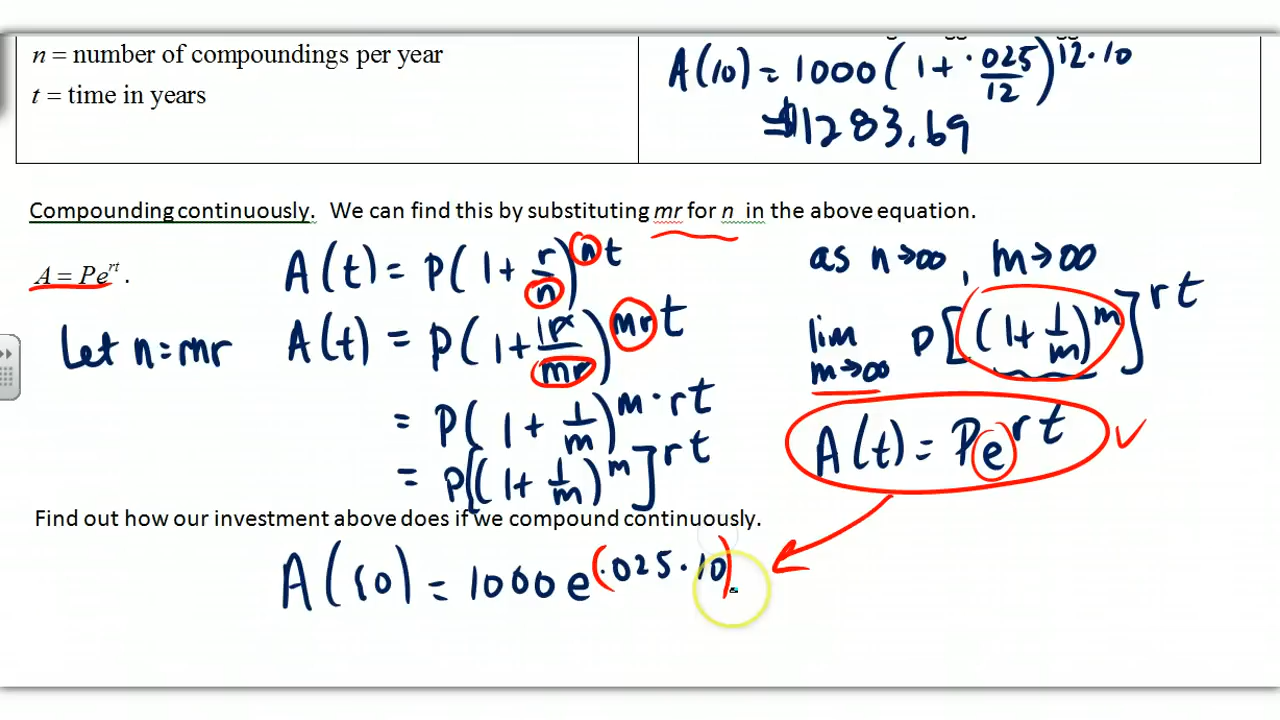 n = number of compoundings per year
t = time in years
A(10) = 1000(1 + .025/12)^12·10
= $1283.69
Compounding continuously. We can find this by substituting mr for n in the above equation.
A = Pe^rt.
A(t) = P(1 + r/n)^nt
Let n = mr
A(t) = P(1 + 1r/mr)^mrt
= P(1 + 1/m)^m·rt
= P[(1 + 1/m)^m]^rt
as n→∞, m→∞
lim m→∞ P[(1 + 1/m)^m]^rt
A(t) = Pe^rt ✓
Find out how our investment above does if we compound continuously.
A(10) = 1000e^(.025·10)